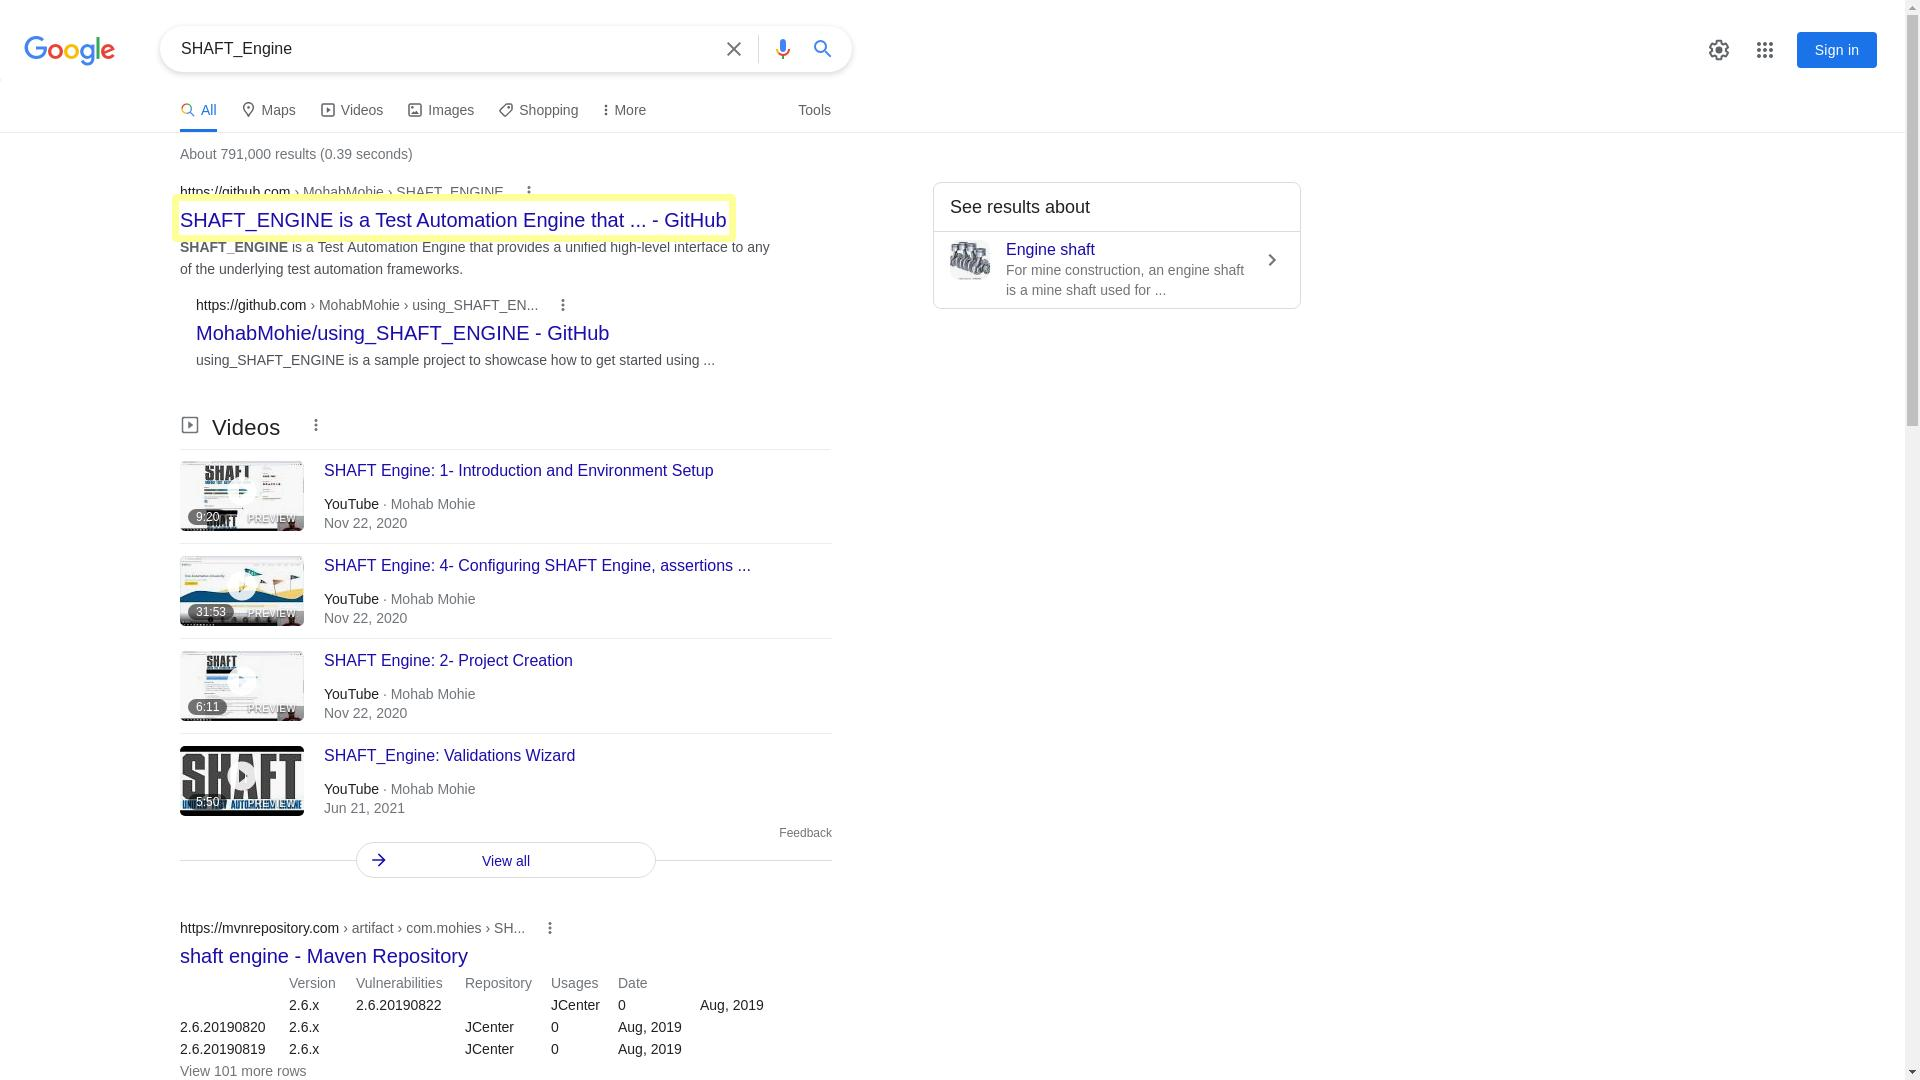 Google
SHAFT_Engine
Sign in
All
Maps
Videos
Images
Shopping
More
Tools
About 791,000 results (0.39 seconds)
https://github.com › MohabMohie › SHAFT_ENGINE
SHAFT_ENGINE is a Test Automation Engine that ... - GitHub
SHAFT_ENGINE is a Test Automation Engine that provides a unified high-level interface to any
of the underlying test automation frameworks.
https://github.com › MohabMohie › using_SHAFT_EN...
MohabMohie/using_SHAFT_ENGINE - GitHub
using_SHAFT_ENGINE is a sample project to showcase how to get started using ...
See results about
Engine shaft
For mine construction, an engine shaft
is a mine shaft used for ...
Videos
SHAFT
9:20
PREVIEW
SHAFT Engine: 1- Introduction and Environment Setup
YouTube · Mohab Mohie
Nov 22, 2020
31:53
PREVIEW
SHAFT Engine: 4- Configuring SHAFT Engine, assertions ...
YouTube · Mohab Mohie
Nov 22, 2020
SHAFT
6:11
PREVIEW
SHAFT Engine: 2- Project Creation
YouTube · Mohab Mohie
Nov 22, 2020
SHAFT
5:50
PREVIEW
SHAFT_Engine: Validations Wizard
YouTube · Mohab Mohie
Jun 21, 2021
Feedback
View all
https://mvnrepository.com › artifact › com.mohies › SH...
shaft engine - Maven Repository
Version Vulnerabilities Repository Usages Date
2.6.x 2.6.20190822 JCenter 0 Aug, 2019
2.6.20190820 2.6.x JCenter 0 Aug, 2019
2.6.20190819 2.6.x JCenter 0 Aug, 2019
View 101 more rows